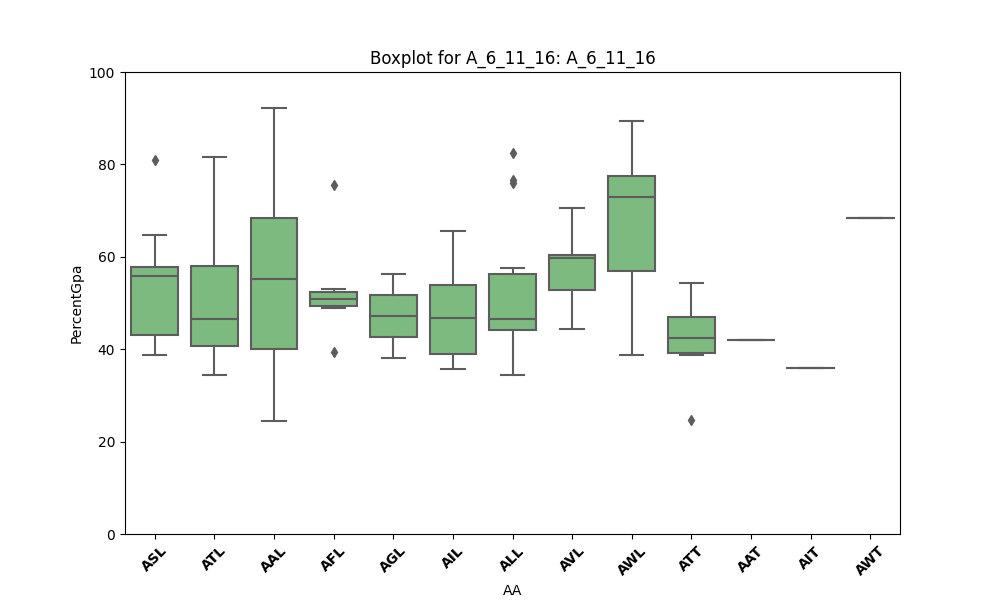 Boxplot for A_6_11_16: A_6_11_16
100
80
60
40
20
0
PercentGpa
ASL ATL AAL AFL AGL AIL ALL AVL AWL ATT AAT AIT AWT
AA